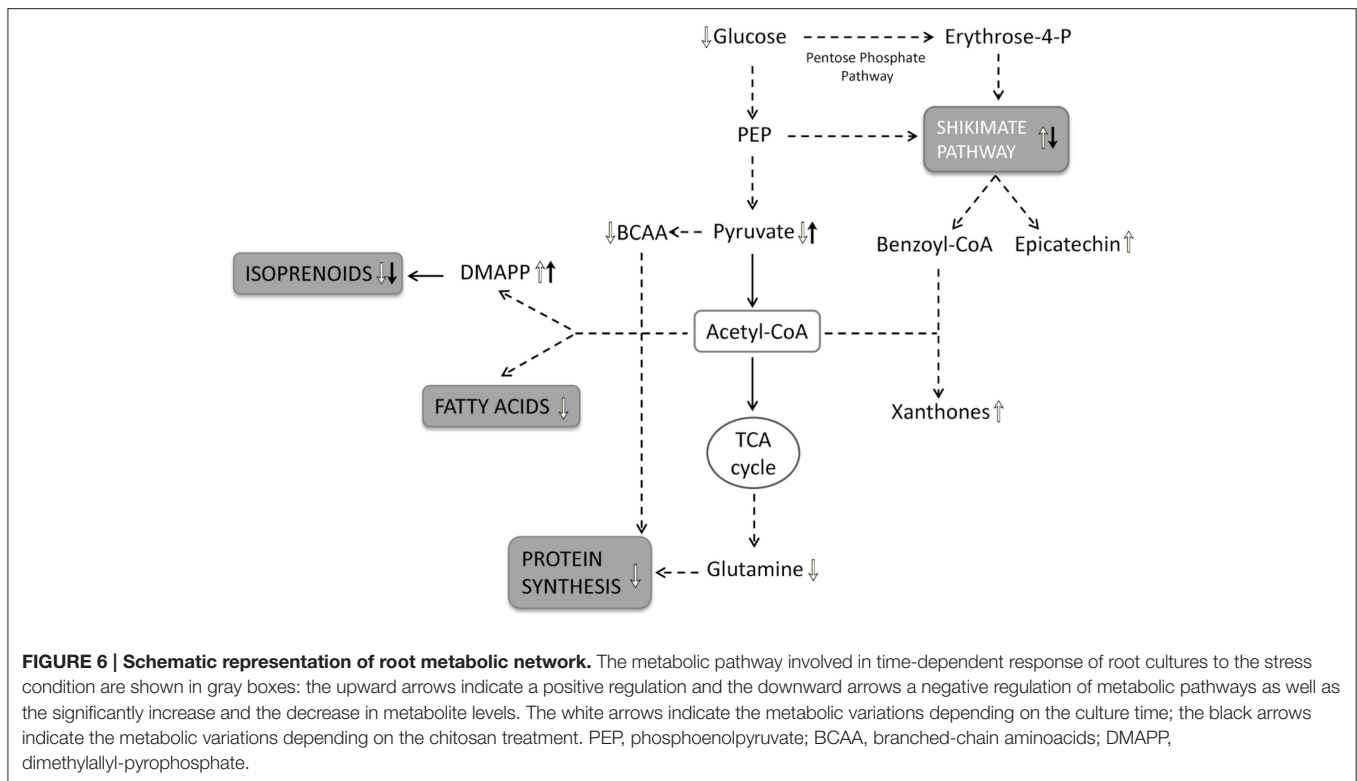 Glucose
Erythrose-4-P
Pentose Phosphate
Pathway
PEP
SHIKIMATE
PATHWAY
BCAA
Pyruvate
Benzoyl-CoA
Epicatechin
ISOPRENOIDS
DMAPP
Acetyl-CoA
FATTY ACIDS
Xanthones
TCA
cycle
PROTEIN
SYNTHESIS
Glutamine
FIGURE 6 | Schematic representation of root metabolic network. The metabolic pathway involved in time-dependent response of root cultures to the stress
condition are shown in gray boxes: the upward arrows indicate a positive regulation and the downward arrows a negative regulation of metabolic pathways as well as
the significantly increase and the decrease in metabolite levels. The white arrows indicate the metabolic variations depending on the culture time; the black arrows
indicate the metabolic variations depending on the chitosan treatment. PEP, phosphoenolpyruvate; BCAA, branched-chain aminoacids; DMAPP,
dimethylallyl-pyrophosphate.